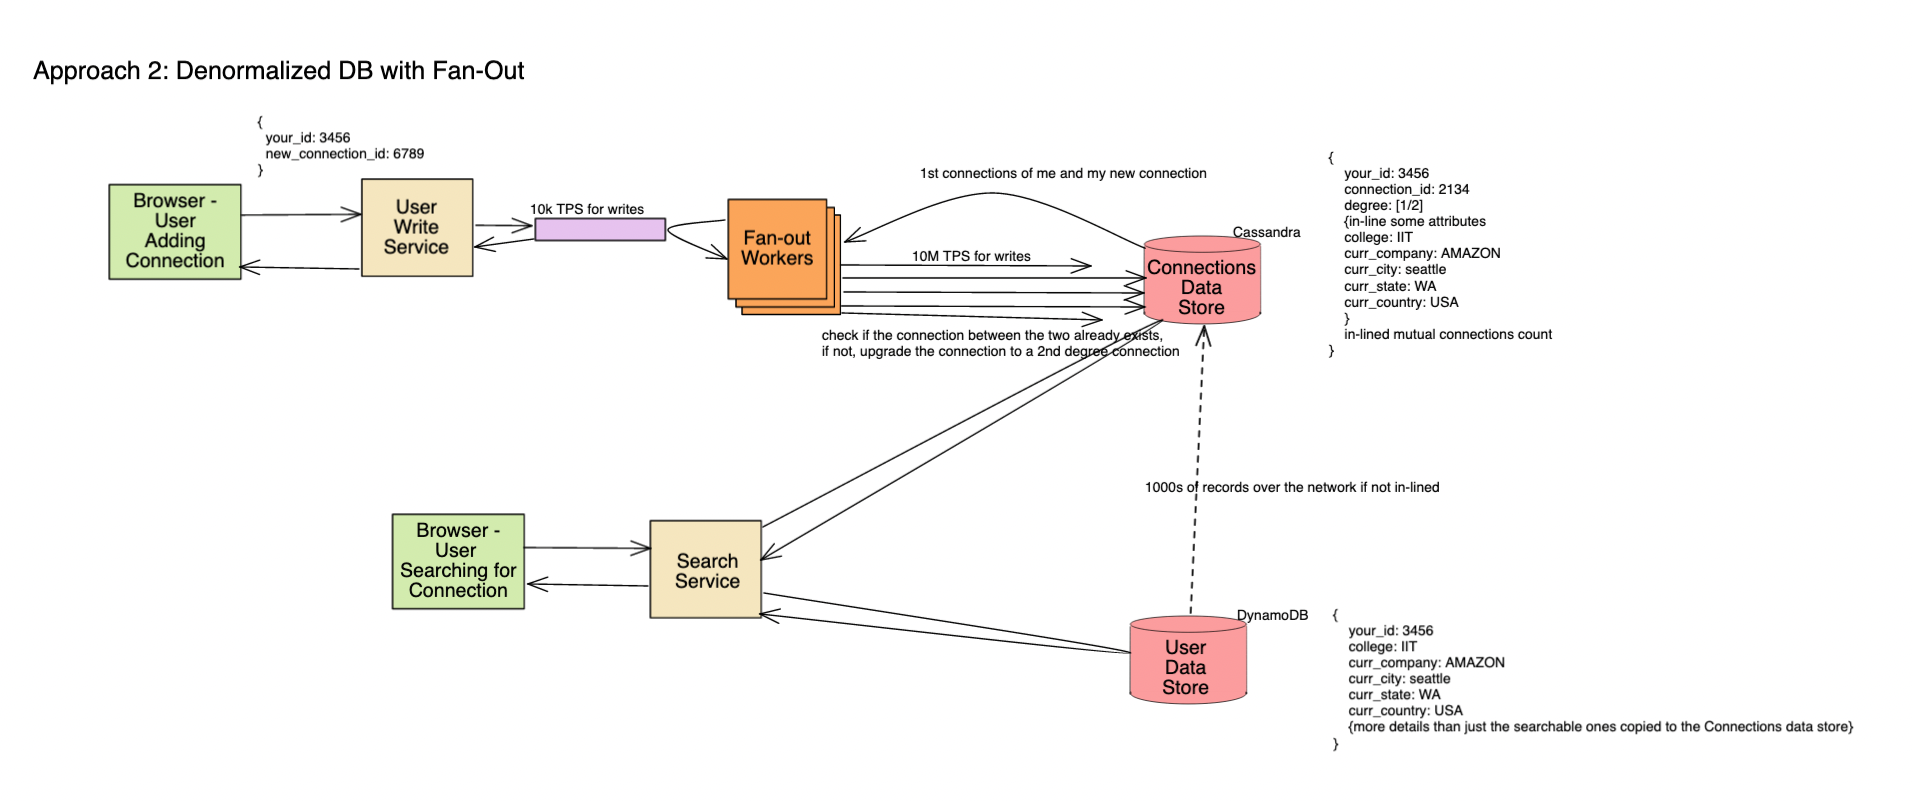 Approach 2: Denormalized DB with Fan-Out
{
your_id: 3456
new_connection_id: 6789
}
Browser -
User
Adding
Connection
User
Write
Service
10k TPS for writes
Fan-out
Workers
1st connections of me and my new connection
10M TPS for writes
check if the connection between the two already exists,
if not, upgrade the connection to a 2nd degree connection
Cassandra
Connections
Data
Store
{
your_id: 3456
connection_id: 2134
degree: [1/2]
{in-line some attributes
college: IIT
curr_company: AMAZON
curr_city: seattle
curr_state: WA
curr_country: USA
}
in-lined mutual connections count
}
1000s of records over the network if not in-lined
Browser -
User
Searching for
Connection
Search
Service
DynamoDB
User
Data
Store
{
your_id: 3456
college: IIT
curr_company: AMAZON
curr_city: seattle
curr_state: WA
curr_country: USA
{more details than just the searchable ones copied to the Connections data store}
}